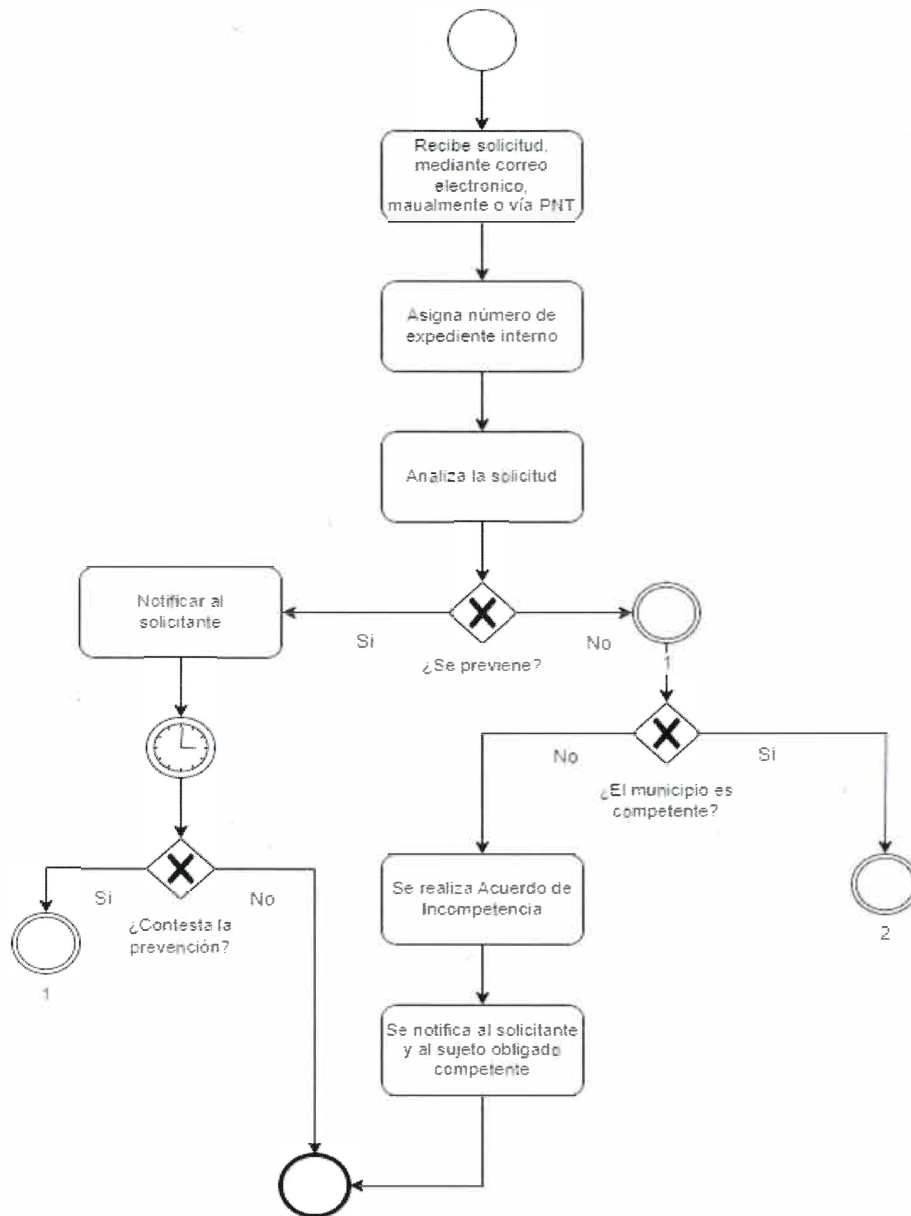 Recibe solicitud,
mediante correo
electronico,
maualmente o vía PNT
Asigna número de
expediente interno
Analiza la solicitud
Notificar al
solicitante
Si
¿Se previene?
No
1
No
¿El municipio es
competente?
Si
Si
¿Contesta la
prevención?
No
1
Se realiza Acuerdo de
Incompetencia
2
Se notifica al solicitante
y al sujeto obligado
competente